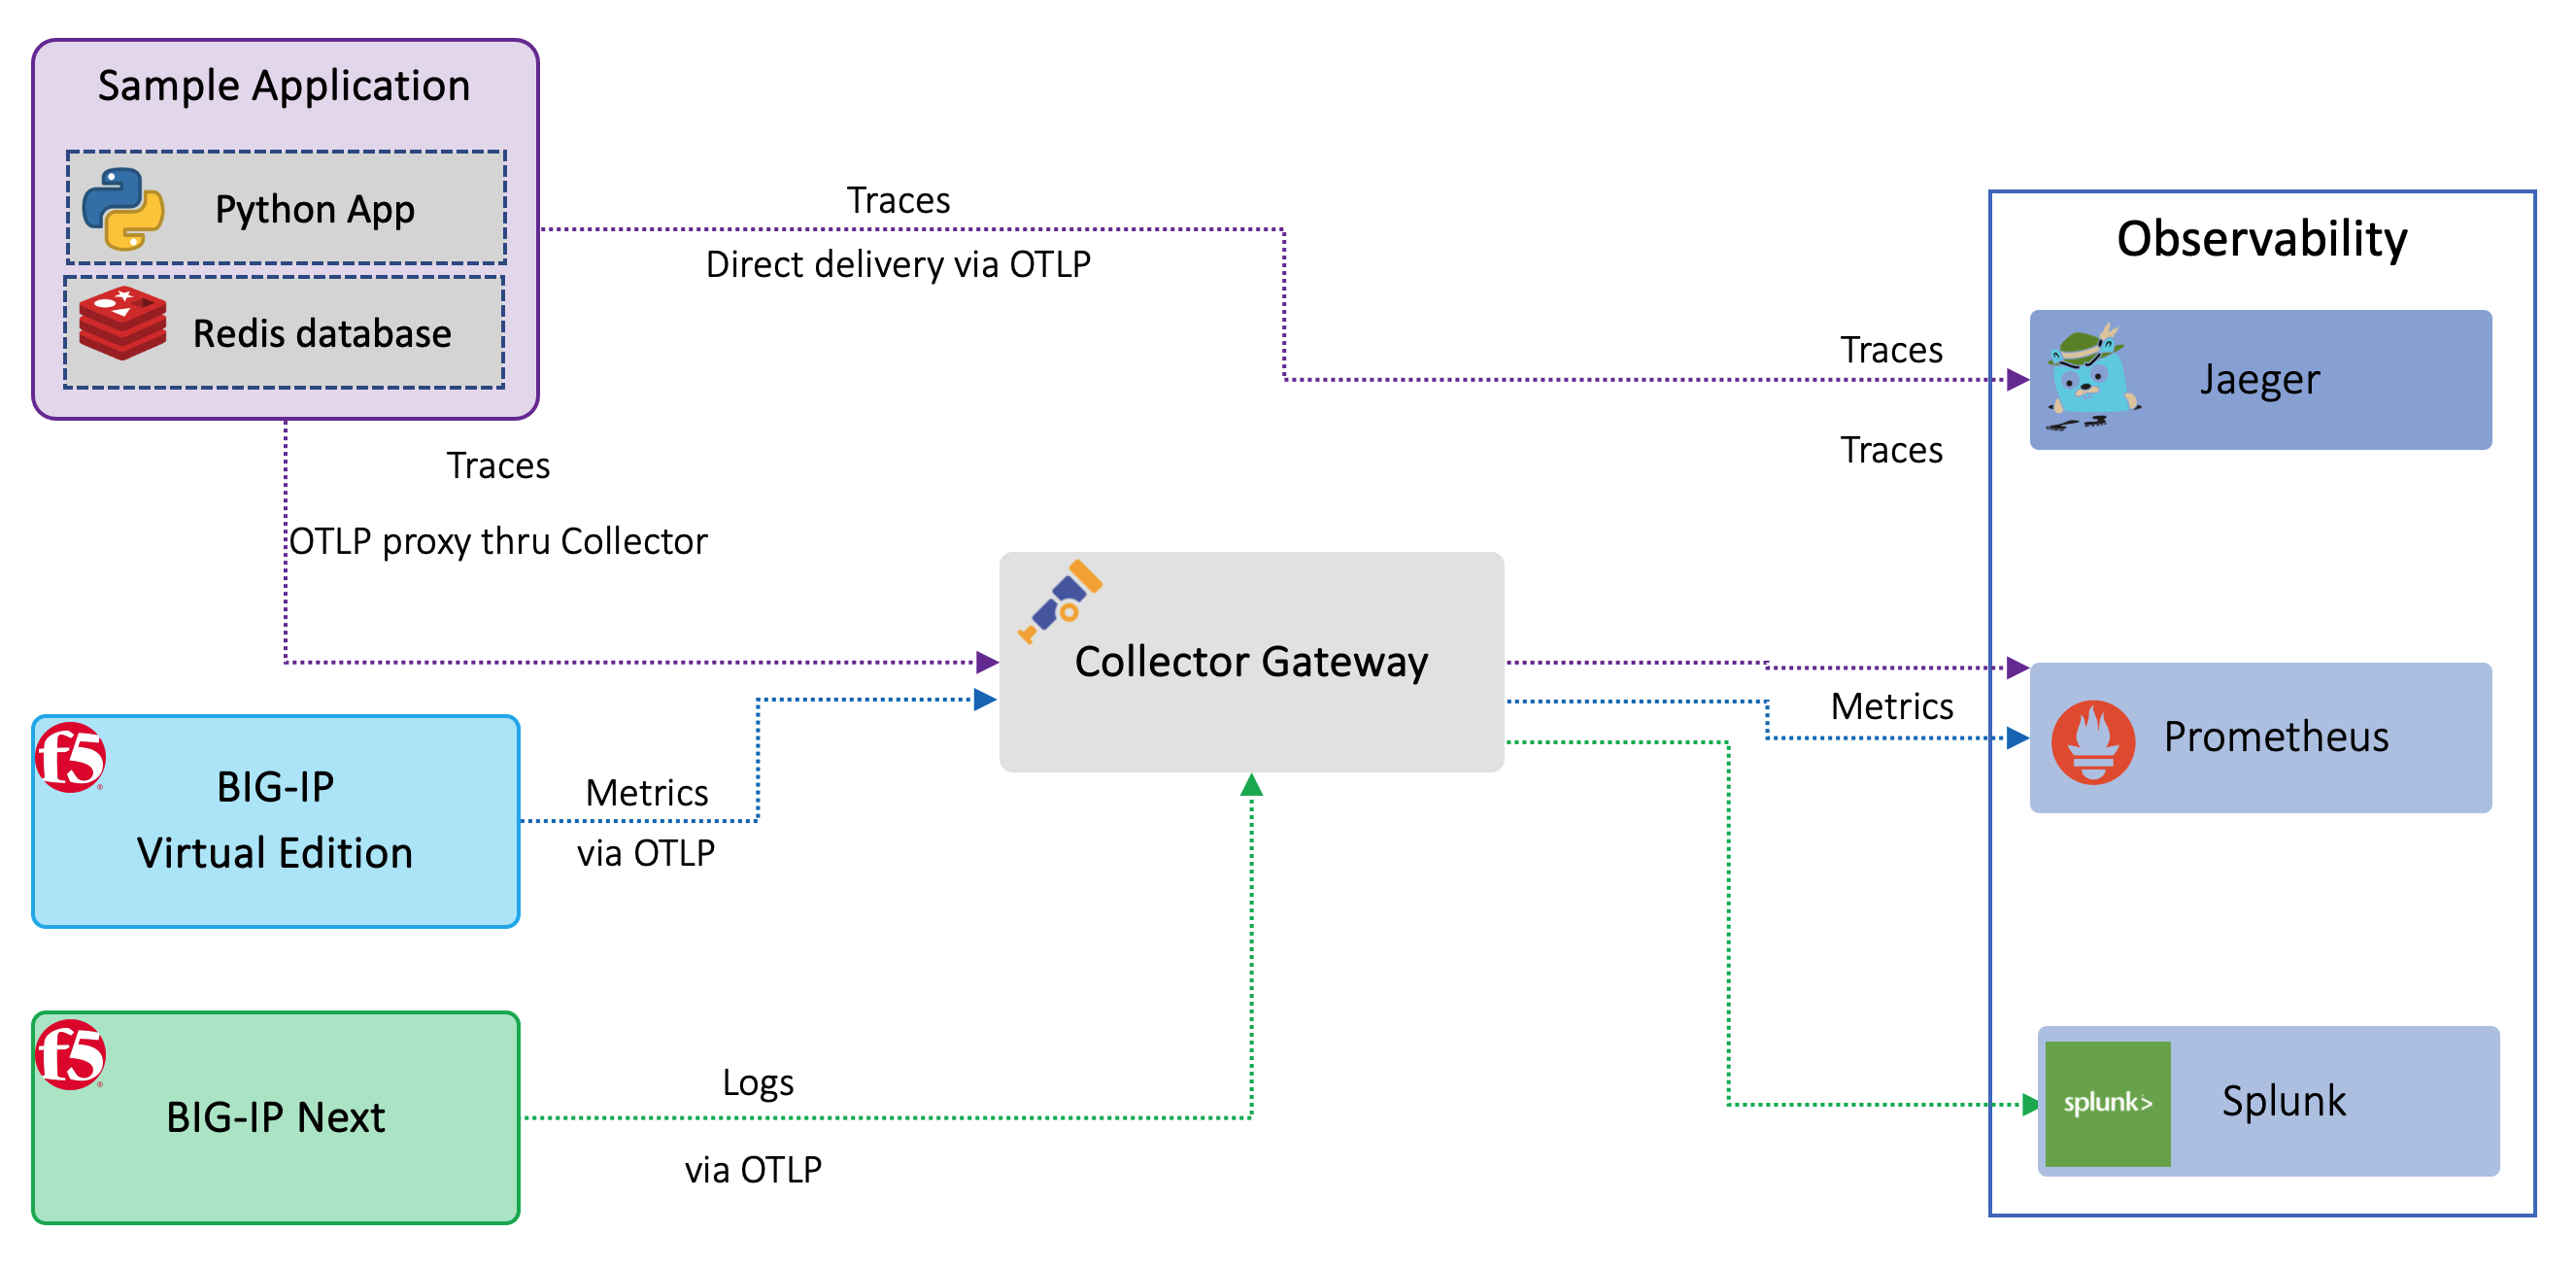 Sample Application
Python App
Redis database
Traces
Direct delivery via OTLP
Observability
Traces
Jaeger
Traces
Traces
OTLP proxy thru Collector
Collector Gateway
Metrics
Prometheus
f5
BIG-IP
Virtual Edition
Metrics
via OTLP
f5
BIG-IP Next
Logs
via OTLP
splunk>
Splunk